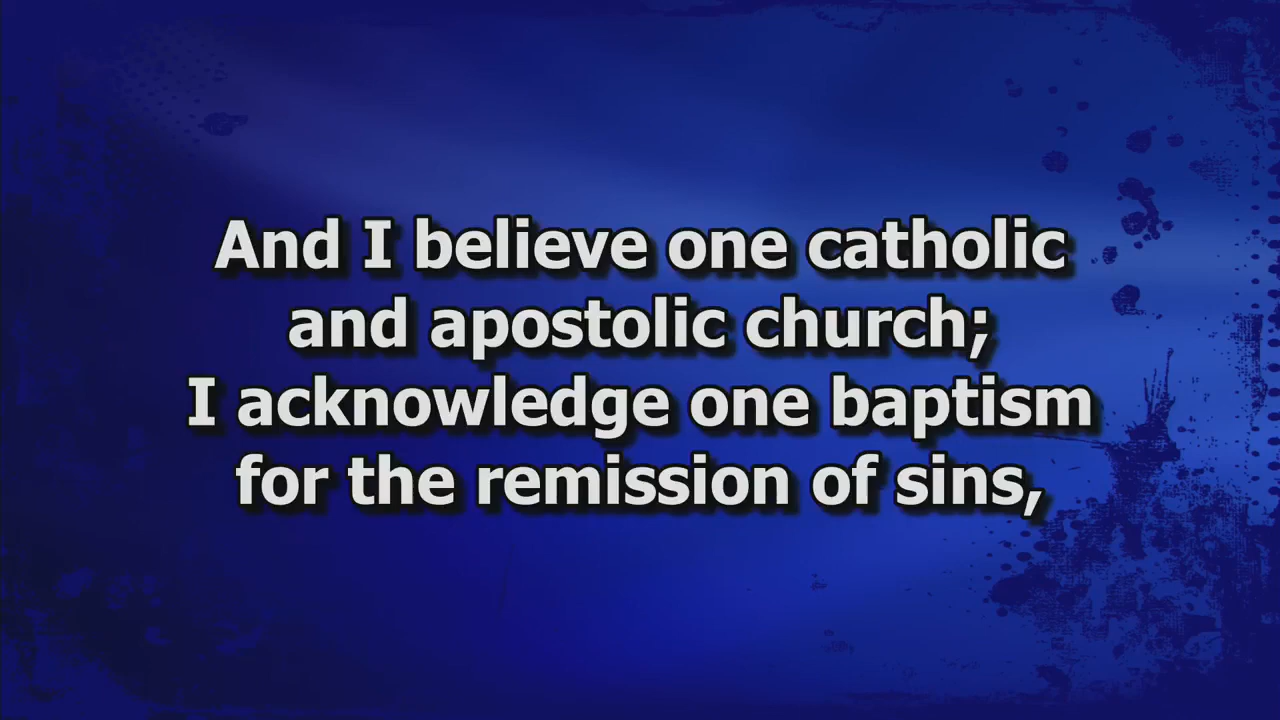 And I believe one catholic
and apostolic church;
I acknowledge one baptism
for the remission of sins,